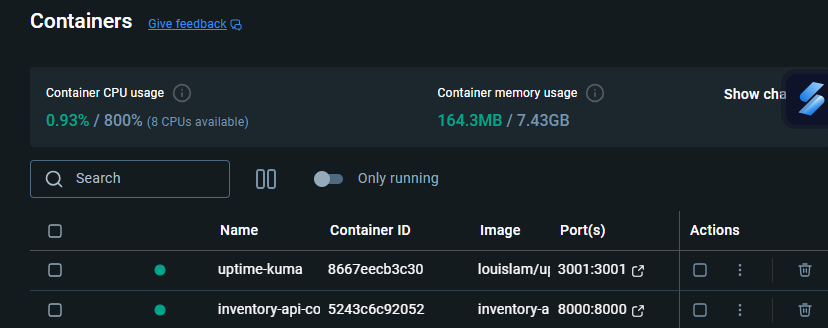 Containers Give feedback
Container CPU usage Container memory usage Show cha
0.93% / 800% (8 CPUs available) 164.3MB / 7.43GB
Search Only running
Name Container ID Image Port(s) Actions
uptime-kuma 8667eecb3c30 louislam/up 3001:3001
inventory-api-co 5243c6c92052 inventory-a 8000:8000